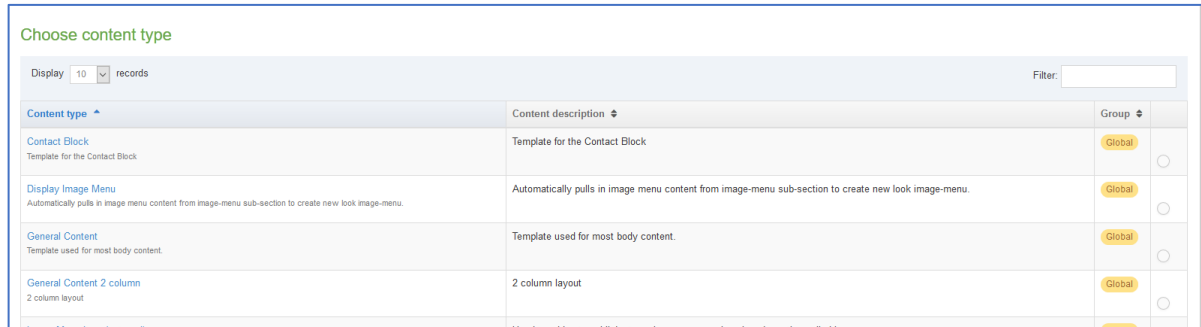 Choose content type
Display 10 records Filter:
Content type Content description Group
Contact Block Template for the Contact Block Global
Template for the Contact Block
Display Image Menu Automatically pulls in image menu content from image-menu sub-section to create new look image-menu. Global
Automatically pulls in image menu content from image-menu sub-section to create new look image-menu.
General Content Template used for most body content. Global
Template used for most body content.
General Content 2 column 2 column layout Global
2 column layout